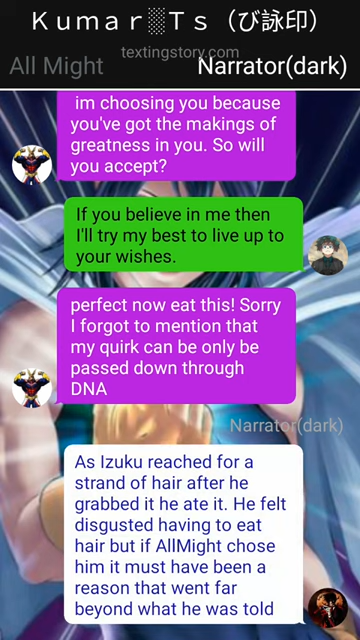 Ｋｕｍａｒ░Ｔｓ（び詠印）
textingstory.com
All Might
Narrator(dark)
im choosing you because
you've got the makings of
greatness in you. So will
you accept?
If you believe in me then
I'll try my best to live up to
your wishes.
perfect now eat this! Sorry
I forgot to mention that
my quirk can be only be
passed down through
DNA
Narrator(dark)
As Izuku reached for a
strand of hair after he
grabbed it he ate it. He felt
disgusted having to eat
hair but if AllMight chose
him it must have been a
reason that went far
beyond what he was told